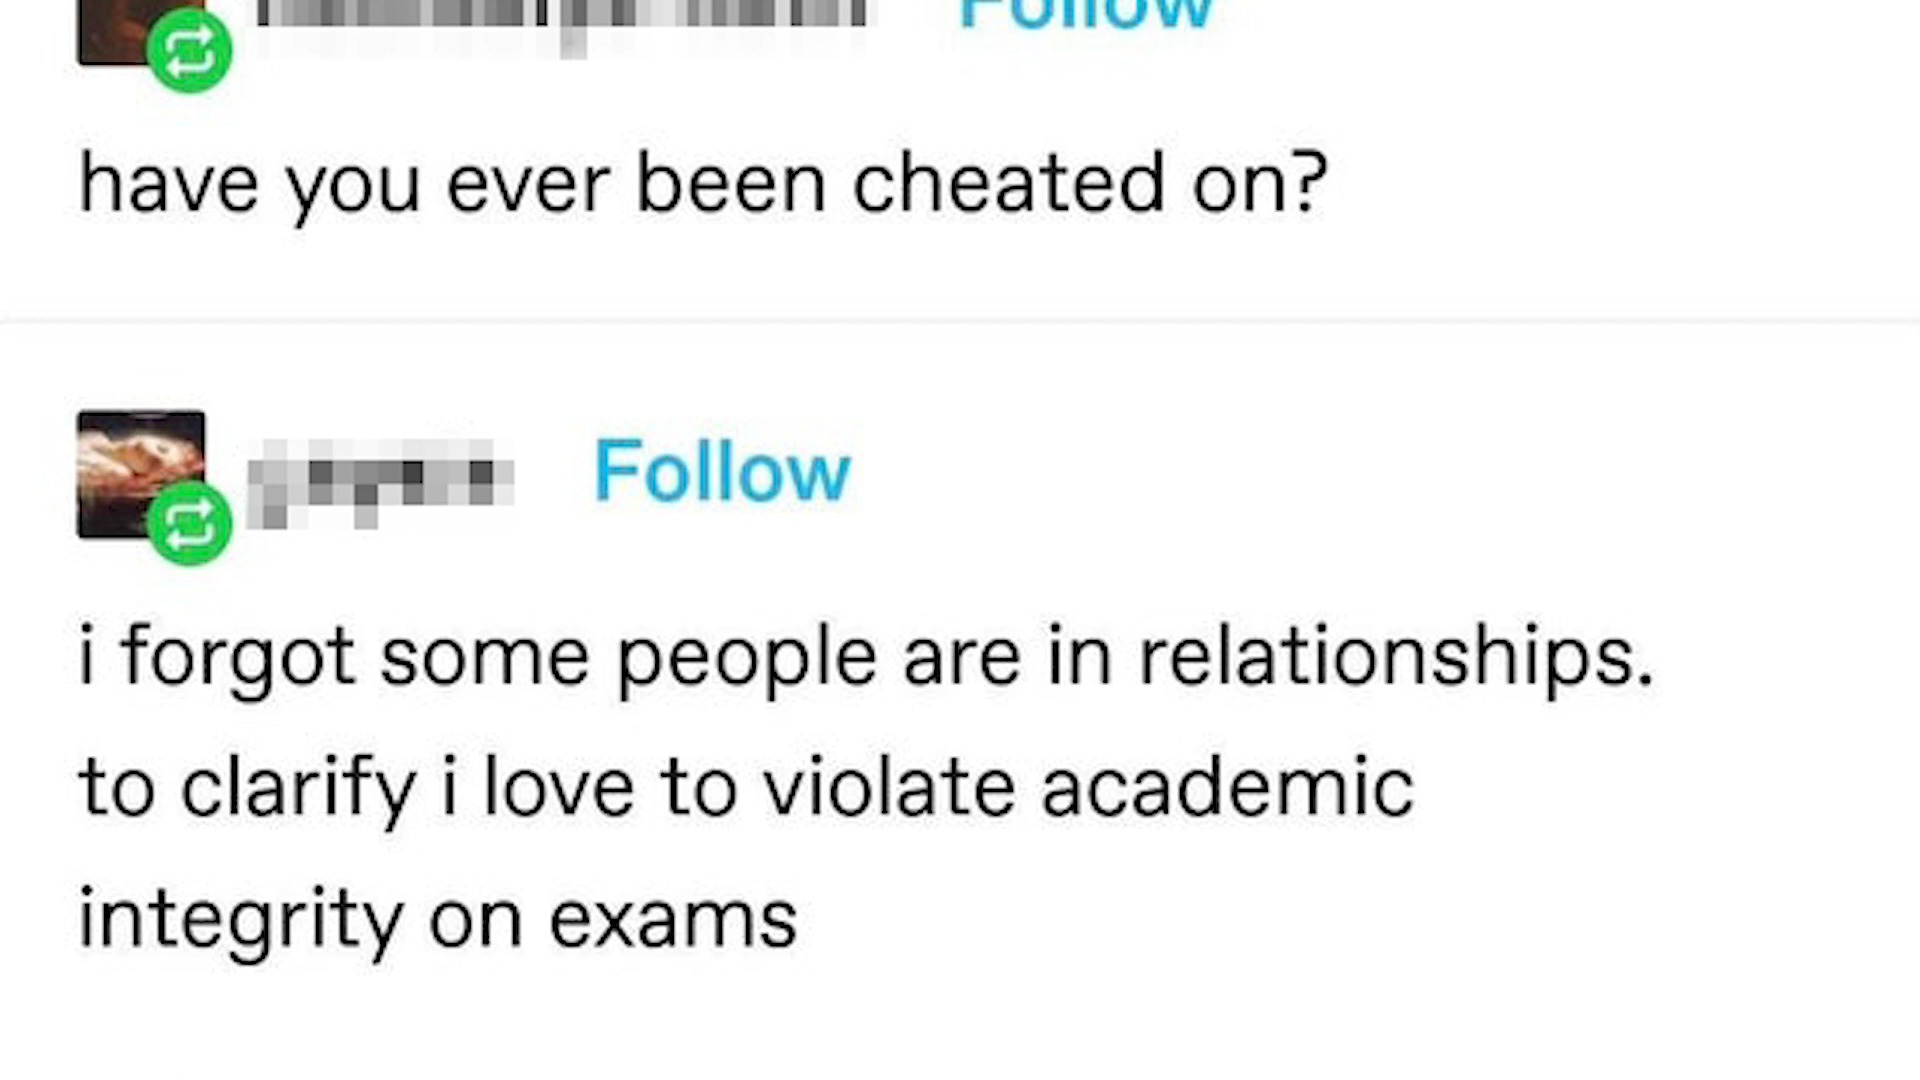 Follow
have you ever been cheated on?
Follow
i forgot some people are in relationships.
to clarify i love to violate academic
integrity on exams